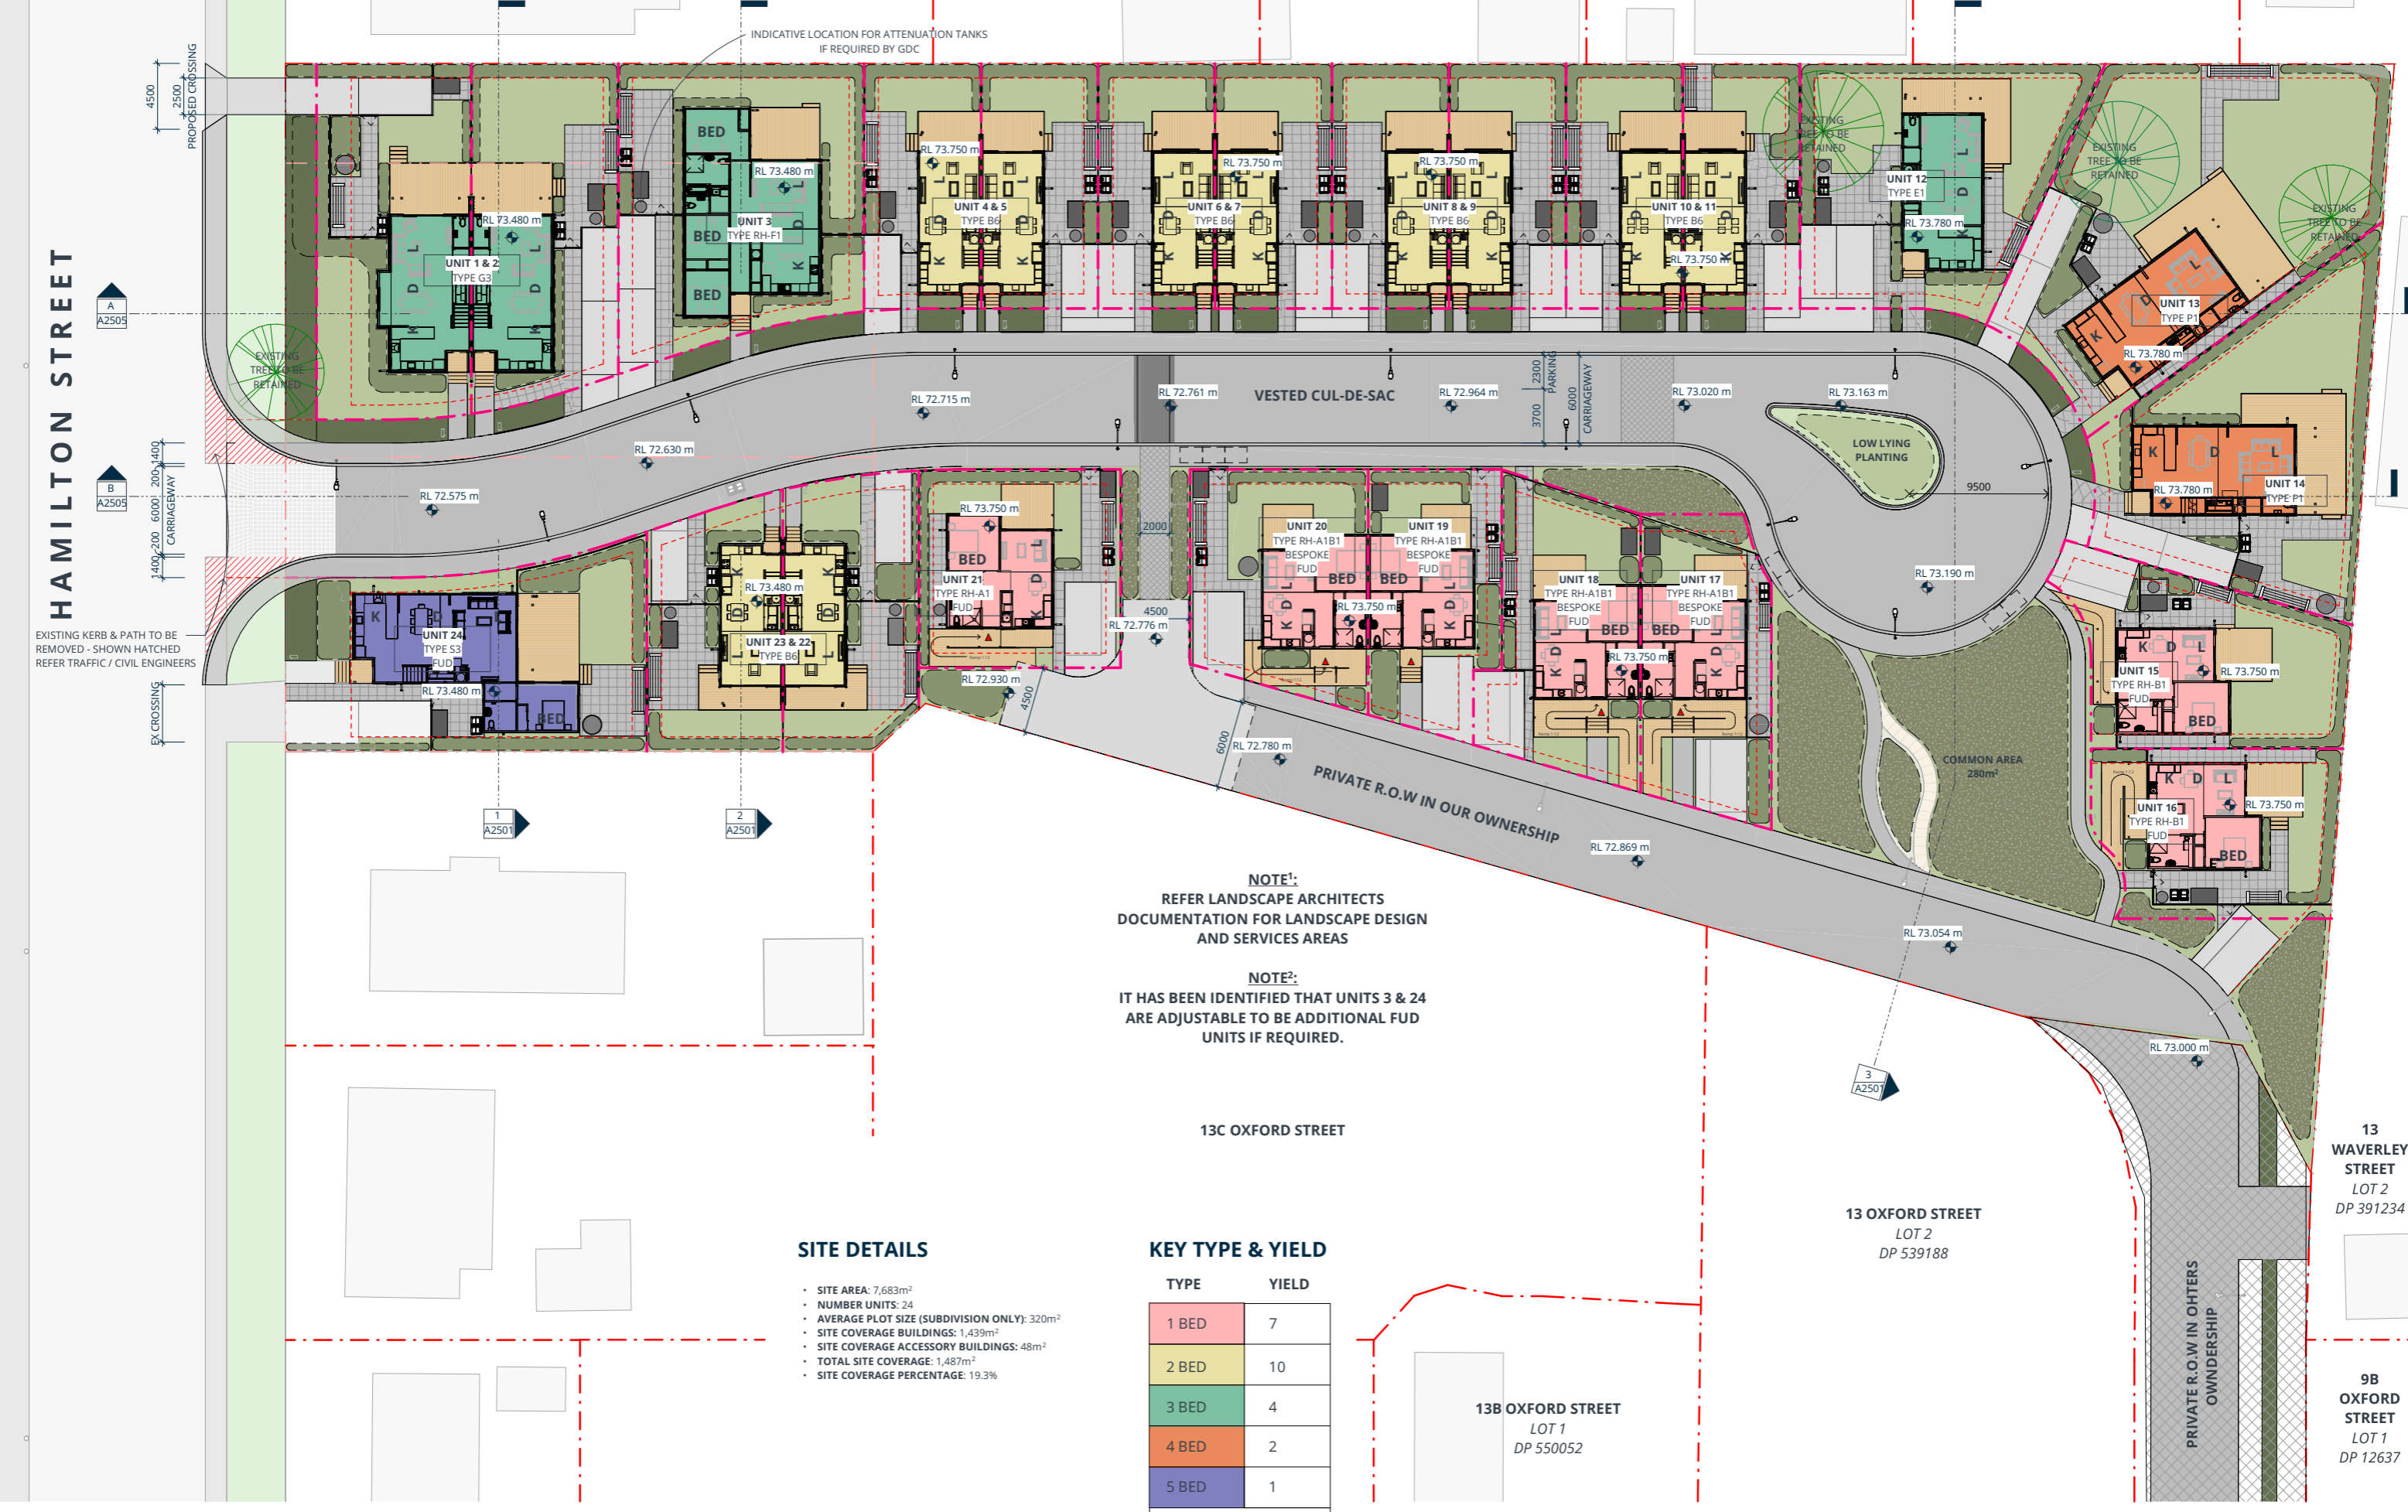 INDICATIVE LOCATION FOR ATTENUATION TANKS
IF REQUIRED BY GDC
4500
2500
PROPOSED CROSSING
HAMILTON STREET
A
A2505
B
A2505
EXISTING
TREE TO BE
RETAINED
1400
2000
6000
CARRIAGEWAY
200
1400
EX CROSSING
EXISTING KERB & PATH TO BE
REMOVED - SHOWN HATCHED
REFER TRAFFIC / CIVIL ENGINEERS
RL 73.480 m
UNIT 1 & 2
TYPE G3
L
D
K
L
D
K
BED
RL 73.480 m
UNIT 3
TYPE RH-F1
BED
BED
D
K
RL 73.750 m
UNIT 4 & 5
TYPE B6
L
D
K
L
D
K
RL 73.750 m
UNIT 6 & 7
TYPE B6
L
D
K
L
D
K
RL 73.750 m
UNIT 8 & 9
TYPE B6
L
D
K
L
D
K
UNIT 10 & 11
TYPE B6
RL 73.750 m
L
D
K
L
D
K
EXISTING
TREE TO BE
RETAINED
UNIT 12
TYPE E1
RL 73.780 m
L
D
K
EXISTING
TREE TO BE
RETAINED
EXISTING
TREE TO BE
RETAINED
UNIT 13
TYPE P1
RL 73.780 m
L
D
K
UNIT 14
TYPE P1
RL 73.780 m
K
D
L
RL 72.575 m
RL 72.630 m
RL 72.715 m
RL 72.761 m
VESTED CUL-DE-SAC
RL 72.964 m
2300
PARKING
3700
6000
CARRIAGEWAY
RL 73.020 m
RL 73.163 m
LOW LYING
PLANTING
9500
RL 73.190 m
UNIT 24
TYPE S3
FUD
RL 73.480 m
K
D
L
BED
RL 73.480 m
UNIT 23 & 22
TYPE B6
K
D
L
K
D
L
RL 73.750 m
BED
UNIT 21
TYPE RH-A1
FUD
L
D
K
2000
4500
RL 72.776 m
RL 72.930 m
4500
6000
UNIT 20
TYPE RH-A1B1
BESPOKE
FUD
UNIT 19
TYPE RH-A1B1
BESPOKE
FUD
BED
BED
RL 73.750 m
L
D
K
L
D
K
UNIT 18
TYPE RH-A1B1
BESPOKE
FUD
UNIT 17
TYPE RH-A1B1
BESPOKE
FUD
BED
BED
RL 73.750 m
L
D
K
L
D
K
K
D
L
UNIT 15
TYPE RH-B1
FUD
RL 73.750 m
BED
K
D
L
UNIT 16
TYPE RH-B1
FUD
RL 73.750 m
BED
COMMON AREA
280m²
RL 72.780 m
PRIVATE R.O.W IN OUR OWNERSHIP
RL 72.869 m
RL 73.054 m
RL 73.000 m
1
A2501
2
A2501
3
A2501
NOTE¹:
REFER LANDSCAPE ARCHITECTS
DOCUMENTATION FOR LANDSCAPE DESIGN
AND SERVICES AREAS
NOTE²:
IT HAS BEEN IDENTIFIED THAT UNITS 3 & 24
ARE ADJUSTABLE TO BE ADDITIONAL FUD
UNITS IF REQUIRED.
13C OXFORD STREET
13 OXFORD STREET
LOT 2
DP 539188
13
WAVERLEY
STREET
LOT 2
DP 391234
PRIVATE R.O.W IN OHTERS
OWNDERSHIP
9B
OXFORD
STREET
LOT 1
DP 12637
13B OXFORD STREET
LOT 1
DP 550052
SITE DETAILS
• SITE AREA: 7,683m²
• NUMBER UNITS: 24
• AVERAGE PLOT SIZE (SUBDIVISION ONLY): 320m²
• SITE COVERAGE BUILDINGS: 1,439m²
• SITE COVERAGE ACCESSORY BUILDINGS: 48m²
• TOTAL SITE COVERAGE: 1,487m²
• SITE COVERAGE PERCENTAGE: 19.3%
KEY TYPE & YIELD
TYPE YIELD
1 BED 7
2 BED 10
3 BED 4
4 BED 2
5 BED 1